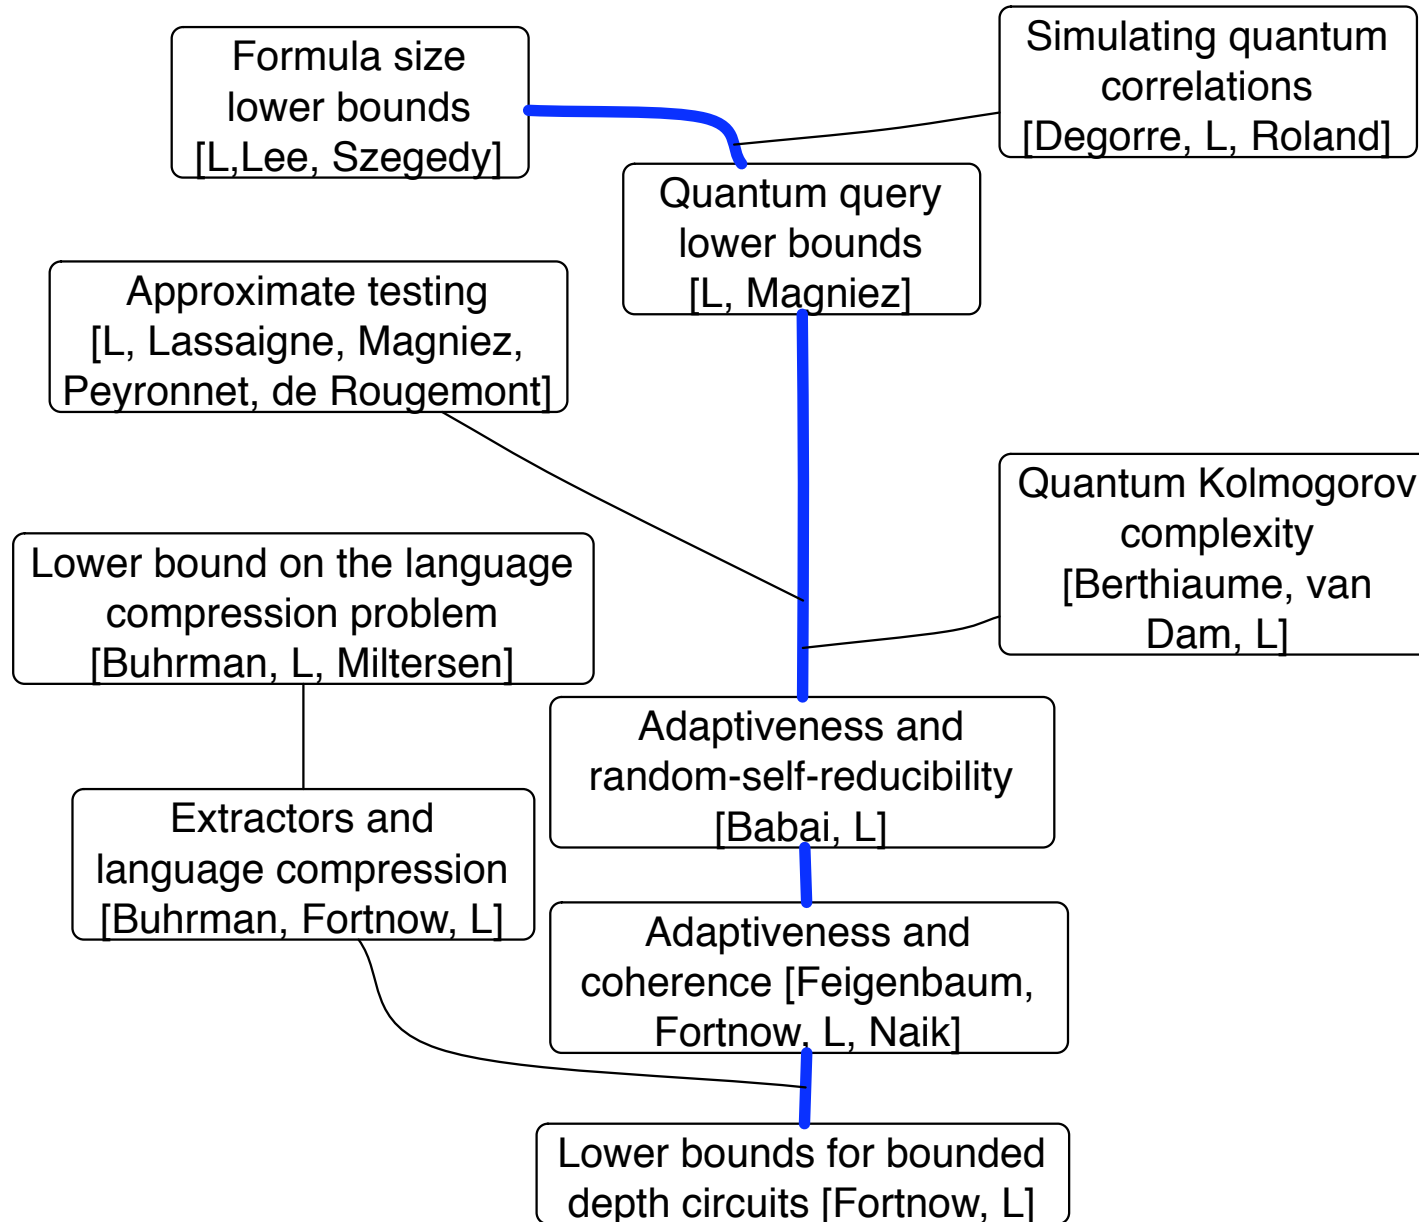 Formula size
lower bounds
[L,Lee, Szegedy]
Simulating quantum
correlations
[Degorre, L, Roland]
Quantum query
lower bounds
[L, Magniez]
Approximate testing
[L, Lassaigne, Magniez,
Peyronnet, de Rougemont]
Quantum Kolmogorov
complexity
[Berthiaume, van
Dam, L]
Lower bound on the language
compression problem
[Buhrman, L, Miltersen]
Adaptiveness and
random-self-reducibility
[Babai, L]
Extractors and
language compression
[Buhrman, Fortnow, L]
Adaptiveness and
coherence [Feigenbaum,
Fortnow, L, Naik]
Lower bounds for bounded
depth circuits [Fortnow, L]